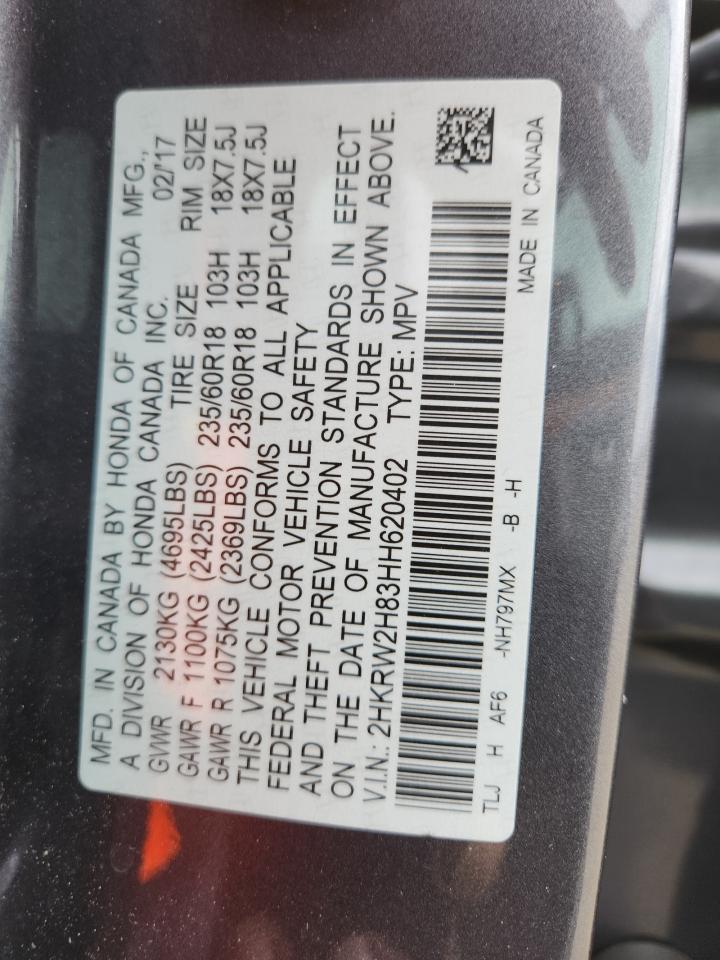 MFD. IN CANADA BY HONDA OF CANADA MFG.,
A DIVISION OF HONDA CANADA INC. 02/'17
GVWR 2130KG (4695LBS) TIRE SIZE RIM SIZE
GAWR F 1100KG (2425LBS) 235/60R18 103H 18X7.5J
GAWR R 1075KG (2369LBS) 235/60R18 103H 18X7.5J
THIS VEHICLE CONFORMS TO ALL APPLICABLE
FEDERAL MOTOR VEHICLE SAFETY
AND THEFT PREVENTION STANDARDS IN EFFECT
ON THE DATE OF MANUFACTURE SHOWN ABOVE.
V.I.N.: 2HKRW2H83HH620402 TYPE: MPV
TLJ H AF6 -NH797MX -B -H MADE IN CANADA